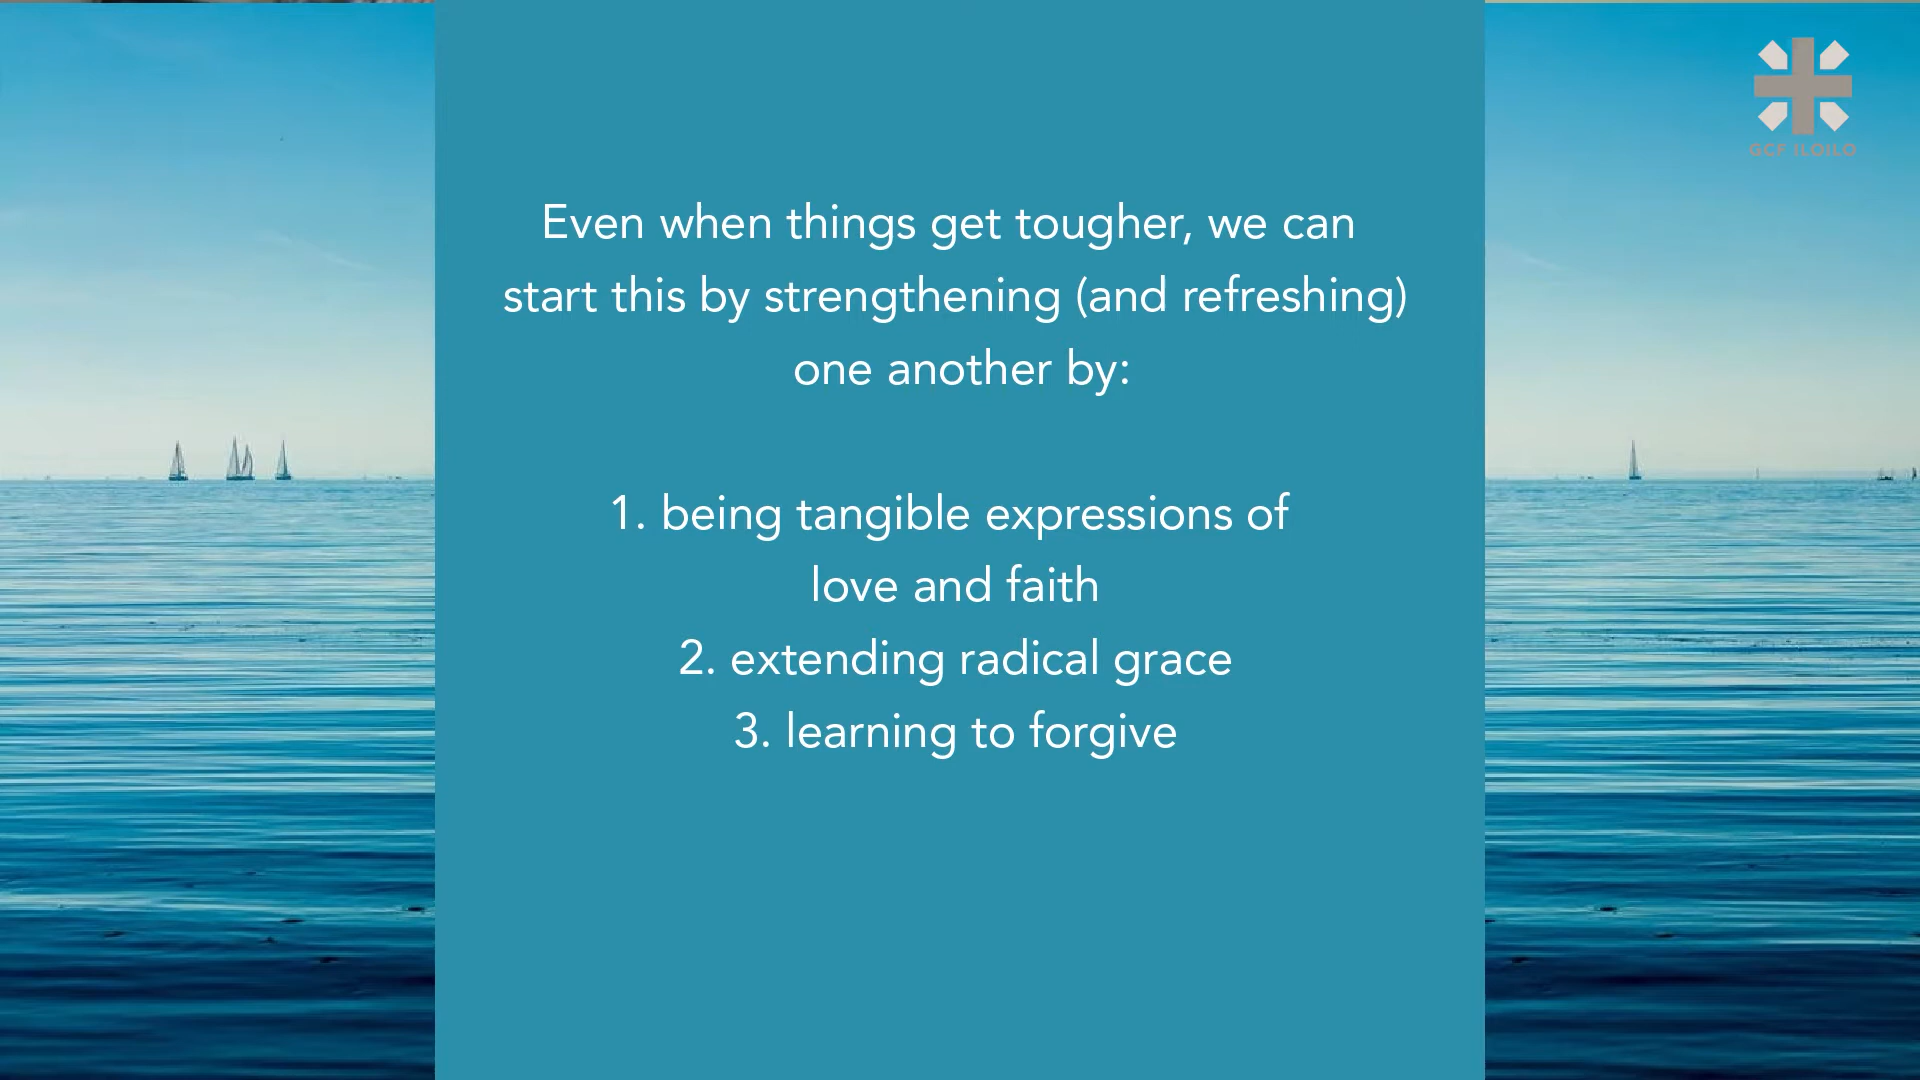 GCF ILOILO
Even when things get tougher, we can
start this by strengthening (and refreshing)
one another by:
1. being tangible expressions of
love and faith
2. extending radical grace
3. learning to forgive